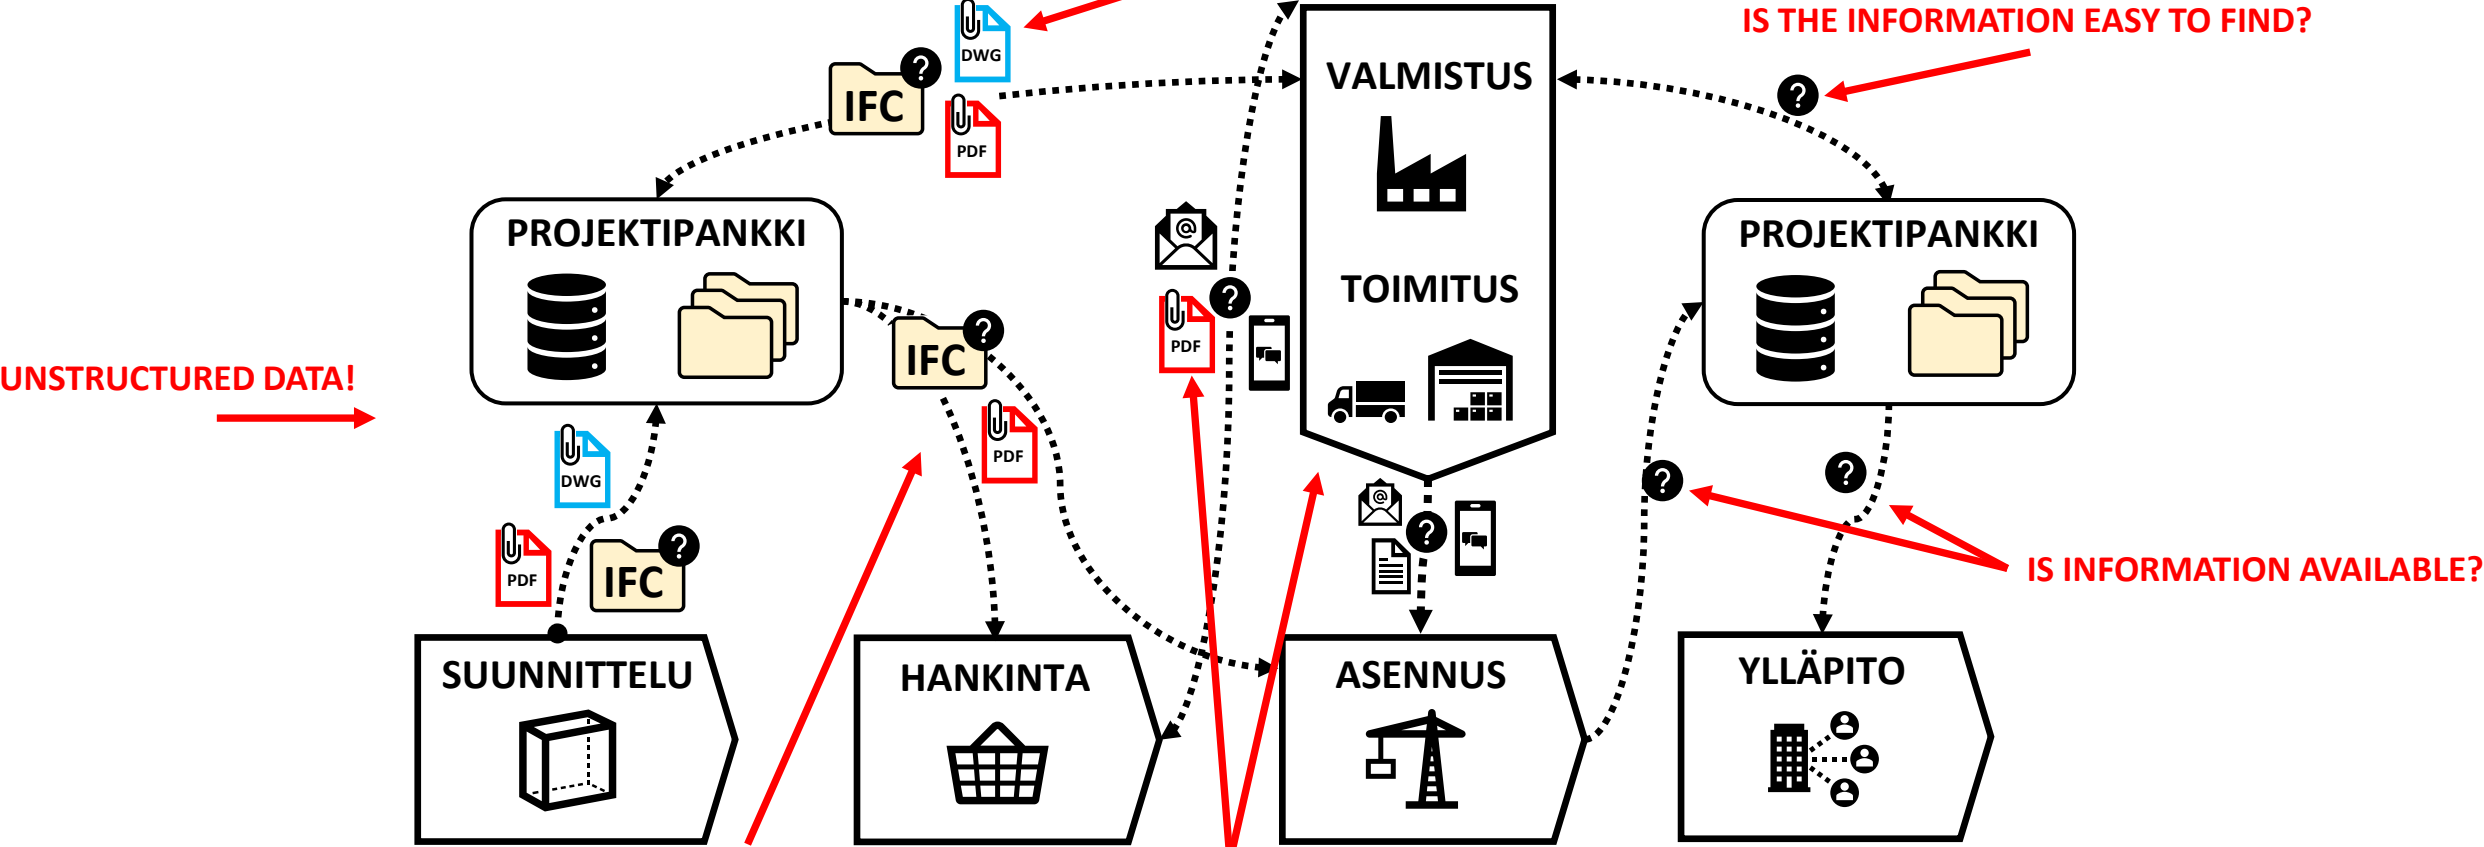 IS THE INFORMATION EASY TO FIND?
DWG
IFC
?
PDF
VALMISTUS
?
PROJEKTIPANKKI
@
?
PDF
TOIMITUS
PROJEKTIPANKKI
IFC
?
PDF
UNSTRUCTURED DATA!
DWG
@
?
?
?
PDF
IFC
?
IS INFORMATION AVAILABLE?
SUUNNITTELU
HANKINTA
ASENNUS
YLLÄPITO